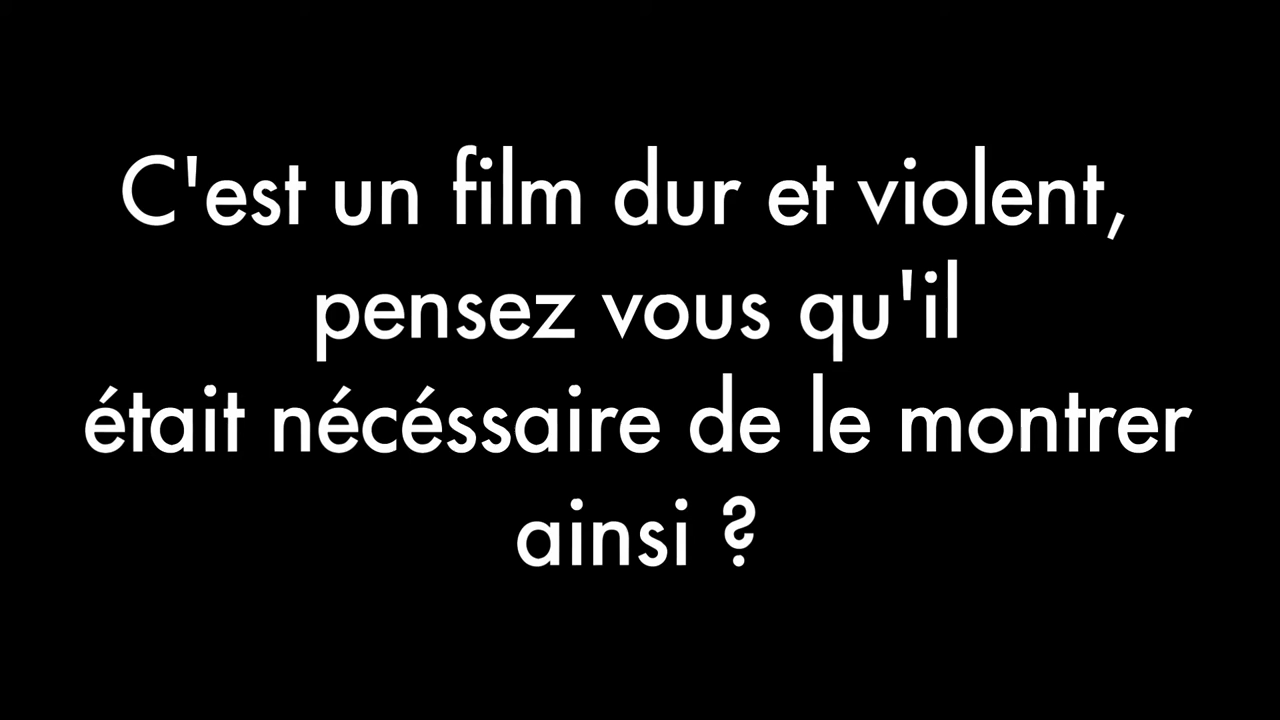 C'est un film dur et violent,
pensez vous qu'il
était nécéssaire de le montrer
ainsi ?